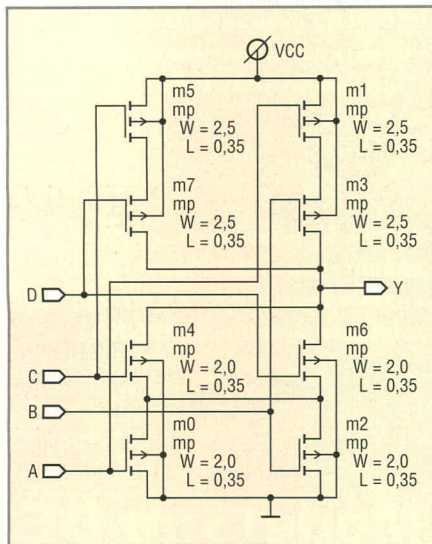 VCC
m5
mp
W = 2,5
L = 0,35
m1
mp
W = 2,5
L = 0,35
m7
mp
W = 2,5
L = 0,35
m3
mp
W = 2,5
L = 0,35
D
Y
m4
mp
W = 2,0
L = 0,35
m6
mp
W = 2,0
L = 0,35
C
B
m0
mp
W = 2,0
L = 0,35
m2
mp
W = 2,0
L = 0,35
A